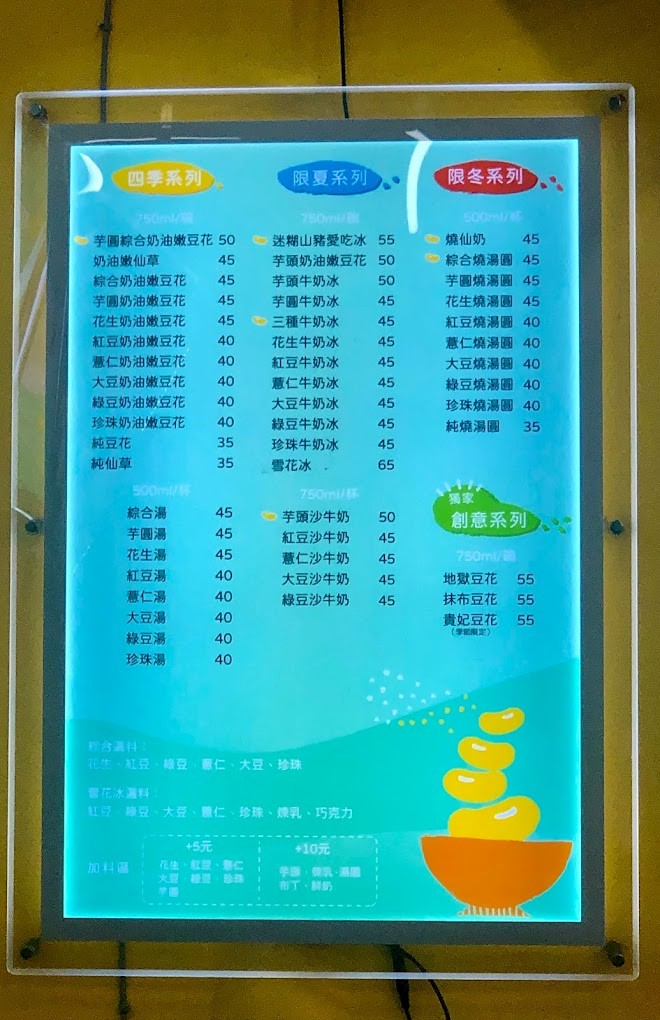 四季系列
750ml/碗
芋圓綜合奶油嫩豆花 50
奶油嫩仙草 45
綜合奶油嫩豆花 45
芋圓奶油嫩豆花 45
花生奶油嫩豆花 45
紅豆奶油嫩豆花 40
薏仁奶油嫩豆花 40
大豆奶油嫩豆花 40
綠豆奶油嫩豆花 40
珍珠奶油嫩豆花 40
純豆花 35
純仙草 35
500ml/杯
綜合湯 45
芋圓湯 45
花生湯 45
紅豆湯 40
薏仁湯 40
大豆湯 40
綠豆湯 40
珍珠湯 40
限夏系列
750ml/碗
迷糊山豬愛吃冰 55
芋頭奶油嫩豆花 50
芋頭牛奶冰 50
芋圓牛奶冰 45
三種牛奶冰 45
花生牛奶冰 45
紅豆牛奶冰 45
薏仁牛奶冰 45
大豆牛奶冰 45
綠豆牛奶冰 45
珍珠牛奶冰 45
雪花冰 65
750ml/杯
芋頭沙牛奶 50
紅豆沙牛奶 45
薏仁沙牛奶 45
大豆沙牛奶 45
綠豆沙牛奶 45
限冬系列
500ml/杯
燒仙奶 45
綜合燒湯圓 45
芋圓燒湯圓 45
花生燒湯圓 45
紅豆燒湯圓 40
薏仁燒湯圓 40
大豆燒湯圓 40
綠豆燒湯圓 40
珍珠燒湯圓 40
純燒湯圓 35
獨家
創意系列
750ml/碗
地獄豆花 55
抹布豆花 55
貴妃豆花 55
(季節限定)
綜合湯料：
花生、紅豆、綠豆、薏仁、大豆、珍珠
雪花冰湯料：
紅豆、綠豆、大豆、薏仁、珍珠、煉乳、巧克力
加料區
+5元
花生、紅豆、薏仁
大豆、綠豆、珍珠
芋圓
+10元
芋頭、煉乳、湯圓
布丁、鮮奶